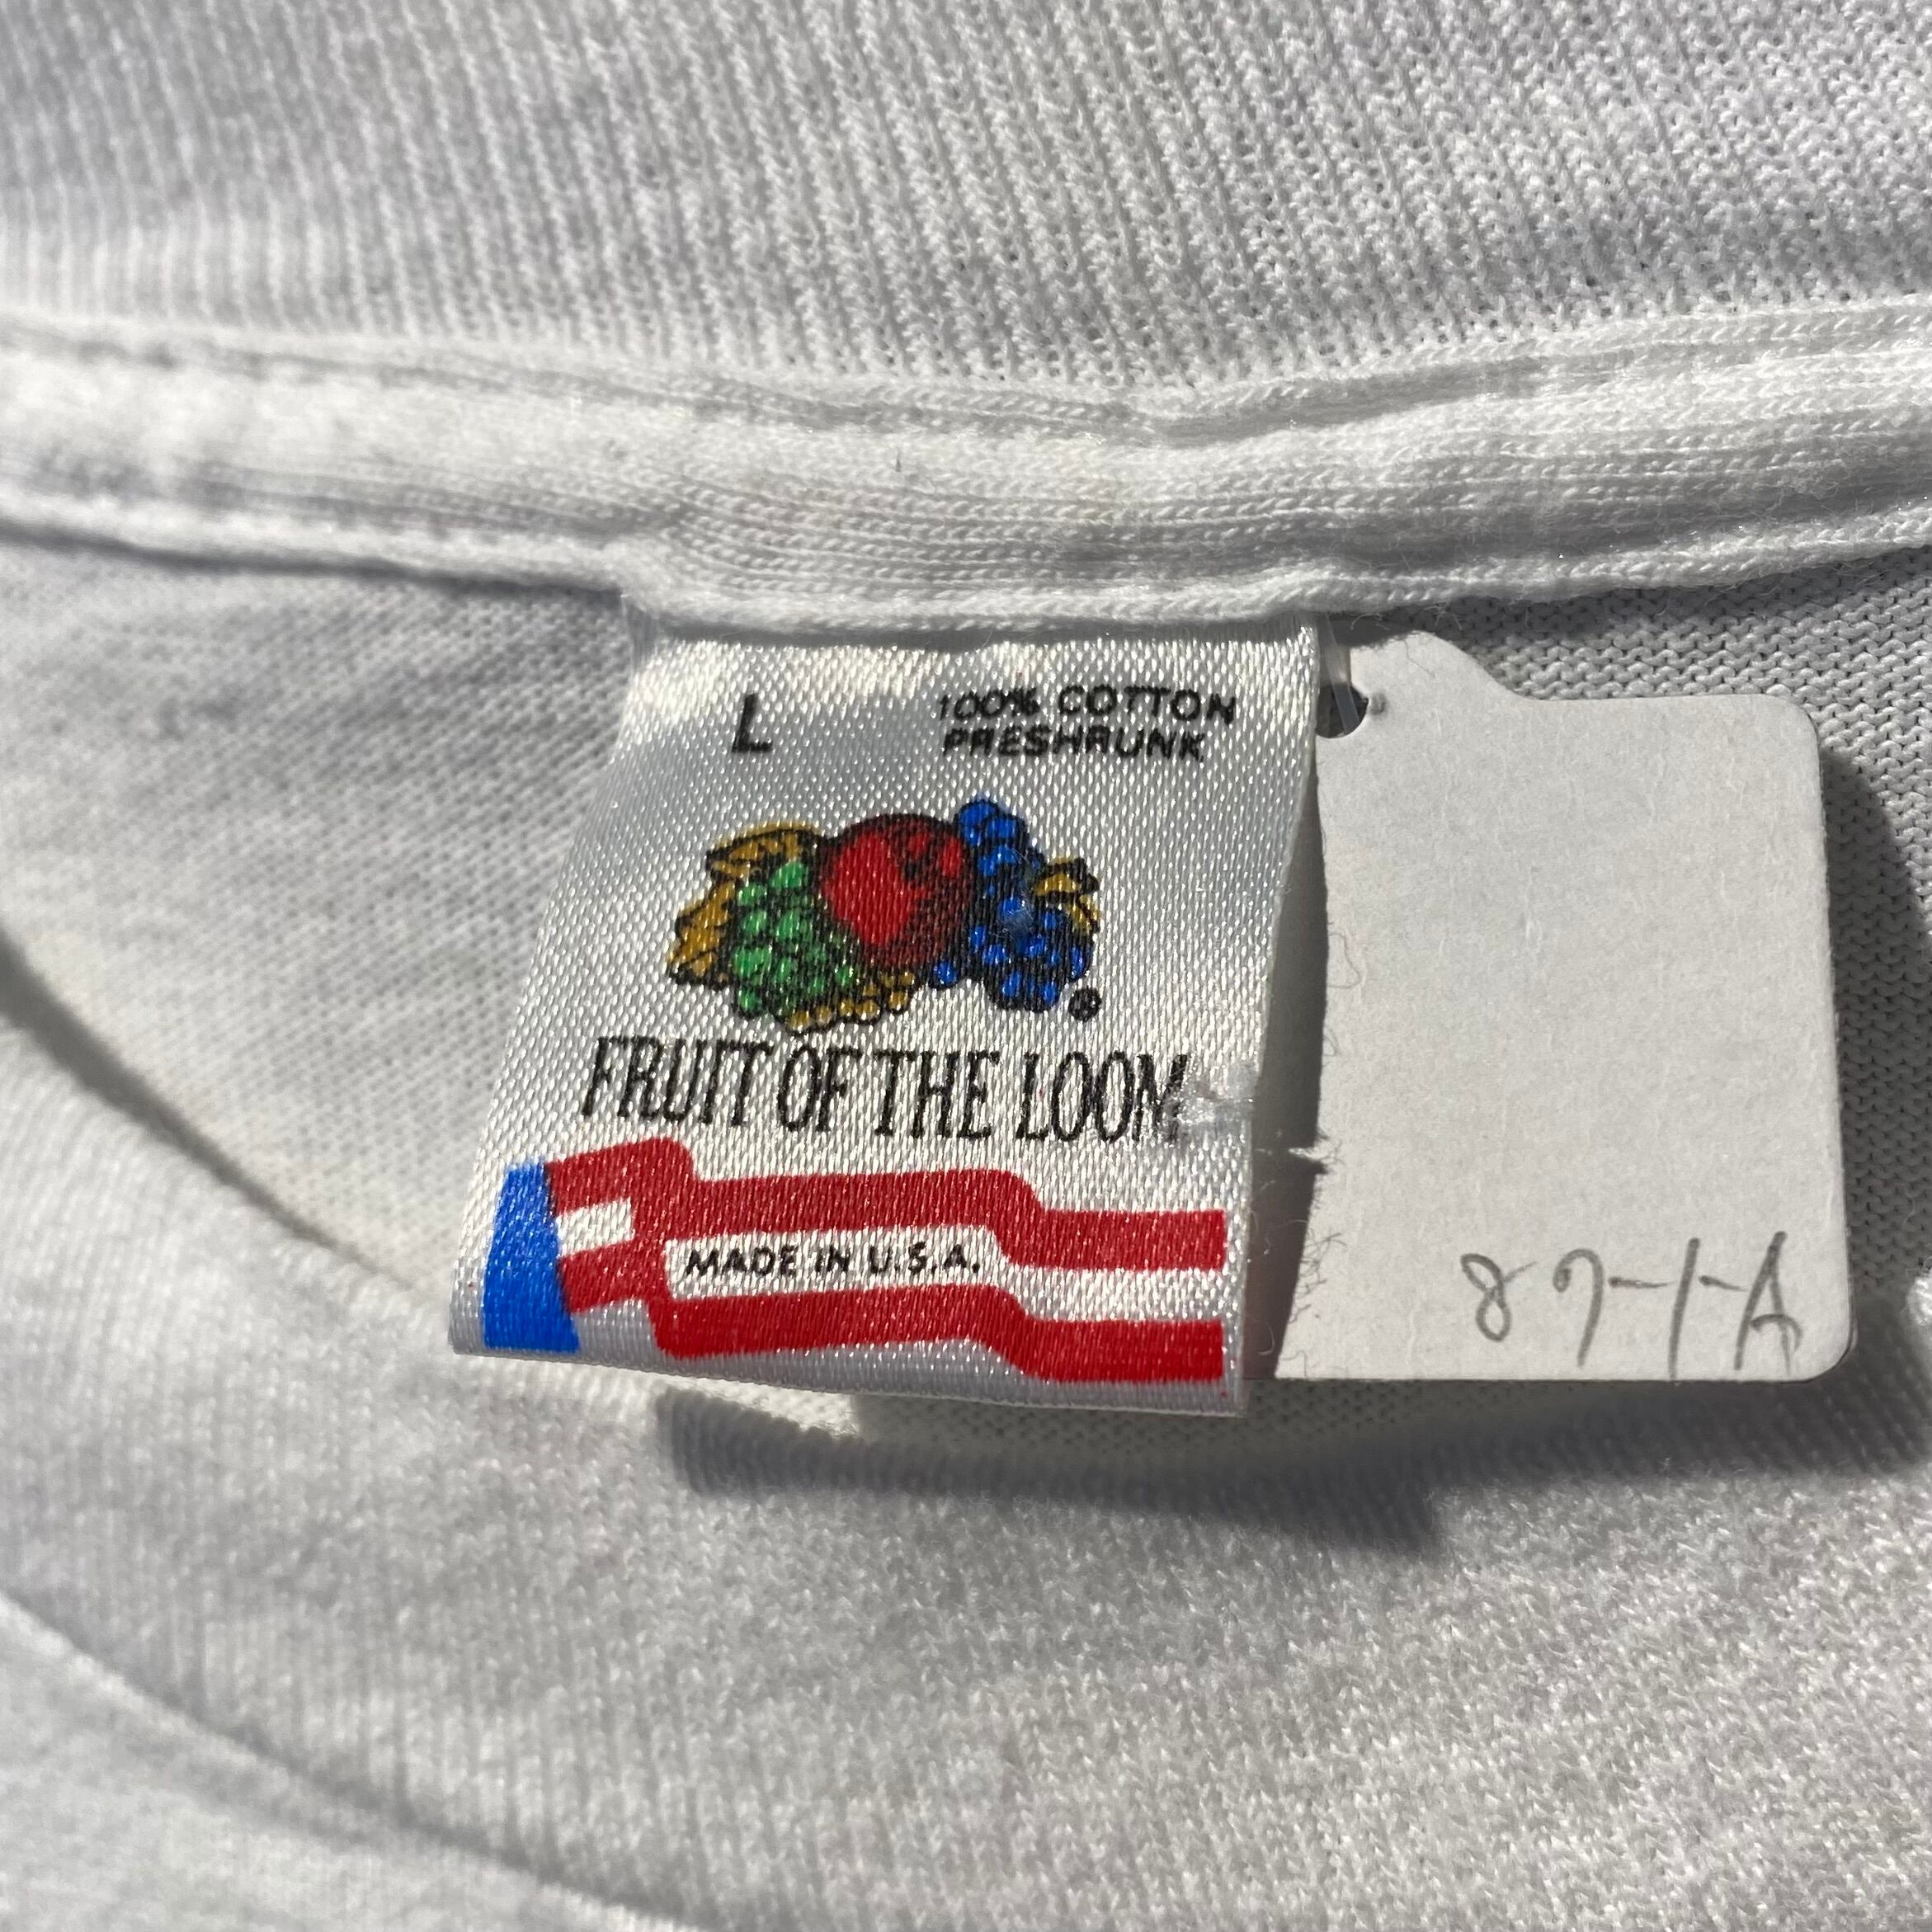 L
100% COTTON
PRESHRUNK
®
FRUIT OF THE LOOM
MADE IN U.S.A.
87-1-A